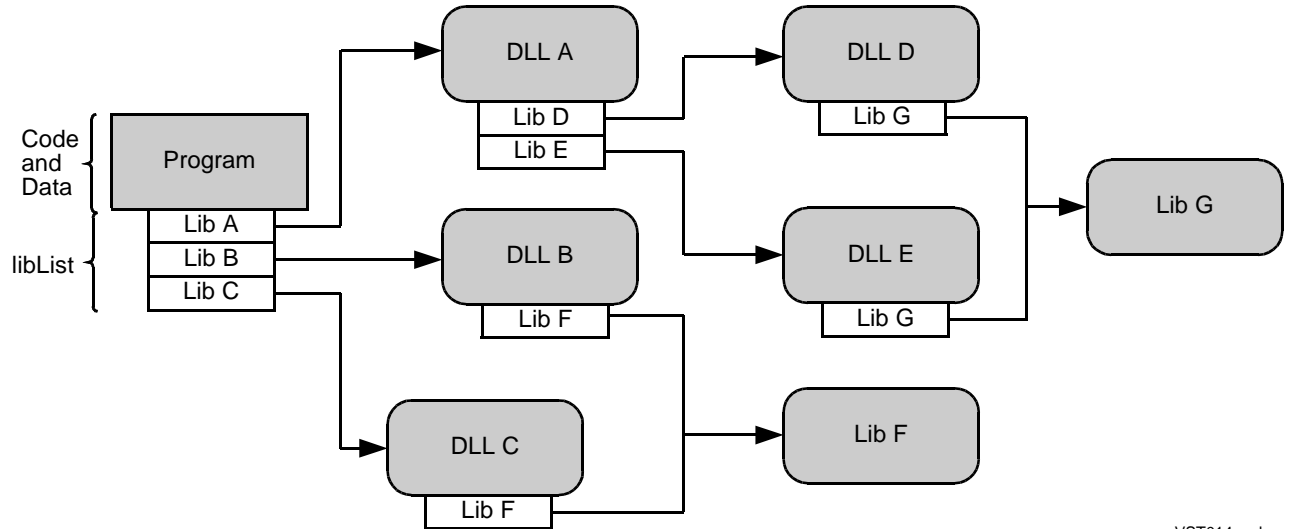 DLL A
DLL D
Lib D
Lib G
Lib E
Code
and
Data
Program
Lib G
Lib A
libList
Lib B
DLL B
DLL E
Lib C
Lib F
Lib G
DLL C
Lib F
Lib F